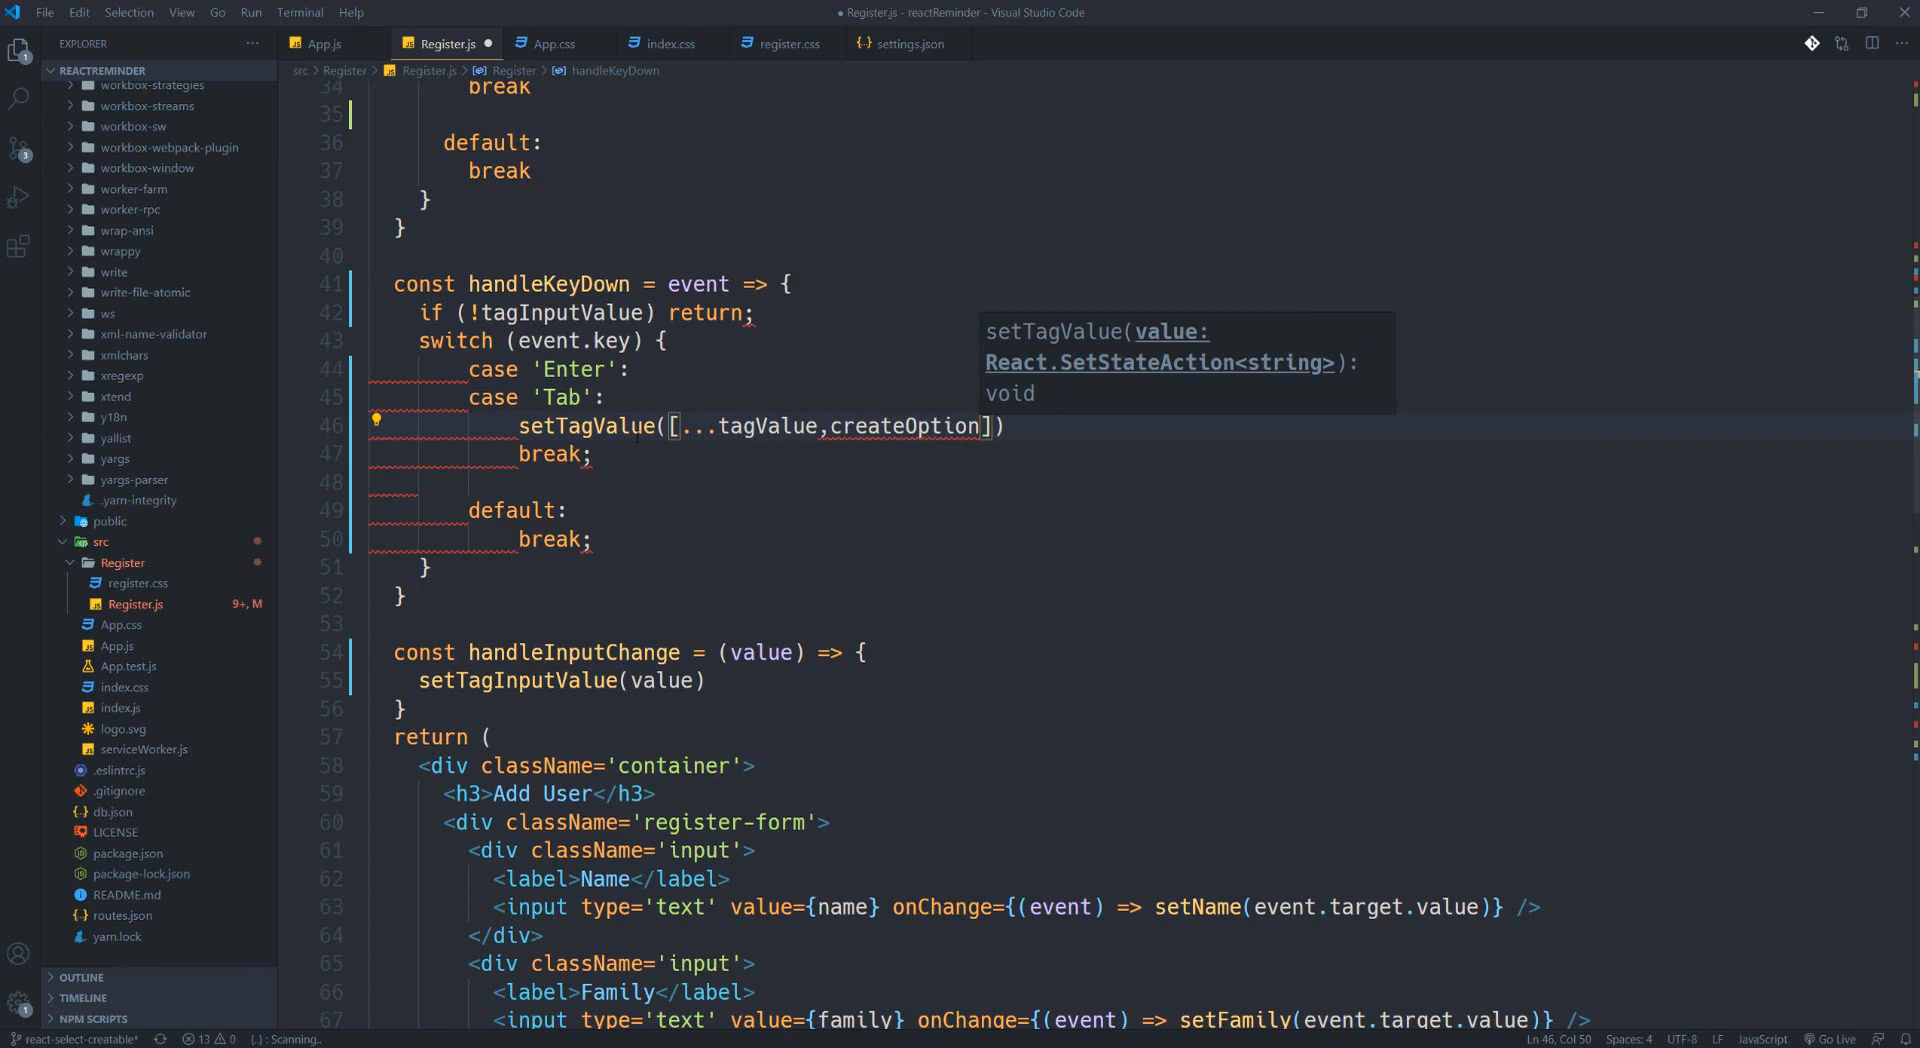 File Edit Selection View Go Run Terminal Help
● Register.js - reactReminder - Visual Studio Code
EXPLORER
App.js
Register.js
App.css
index.css
register.css
settings.json
REACTREMINDER
workbox-strategies
workbox-streams
workbox-sw
workbox-webpack-plugin
workbox-window
worker-farm
worker-rpc
wrap-ansi
wrappy
write
write-file-atomic
ws
xml-name-validator
xmlchars
xregexp
xtend
y18n
yallist
yargs
yargs-parser
.yarn-integrity
public
src
Register
register.css
Register.js 9+, M
App.css
App.js
App.test.js
index.css
index.js
logo.svg
serviceWorker.js
.eslintrc.js
.gitignore
db.json
LICENSE
package.json
package-lock.json
README.md
routes.json
yarn.lock
OUTLINE
TIMELINE
NPM SCRIPTS
src > Register > Register.js > Register > handleKeyDown
34 break
35
36 default:
37 break
38 }
39 }
40
41 const handleKeyDown = event => {
42 if (!tagInputValue) return;
43 switch (event.key) {
44 case 'Enter':
45 case 'Tab':
46 setTagValue([...tagValue,createOption])
47 break;
48
49 default:
50 break;
51 }
52 }
53
54 const handleInputChange = (value) => {
55 setTagInputValue(value)
56 }
57 return (
58 <div className='container'>
59 <h3>Add User</h3>
60 <div className='register-form'>
61 <div className='input'>
62 <label>Name</label>
63 <input type='text' value={name} onChange={(event) => setName(event.target.value)} />
64 </div>
65 <div className='input'>
66 <label>Family</label>
67 <input type='text' value={family} onChange={(event) => setFamily(event.target.value)} />
setTagValue(value:
React.SetStateAction<string>):
void
1
3
1
react-select-creatable* 13 0 {..} : Scanning..
Ln 46, Col 50 Spaces: 4 UTF-8 LF JavaScript Go Live